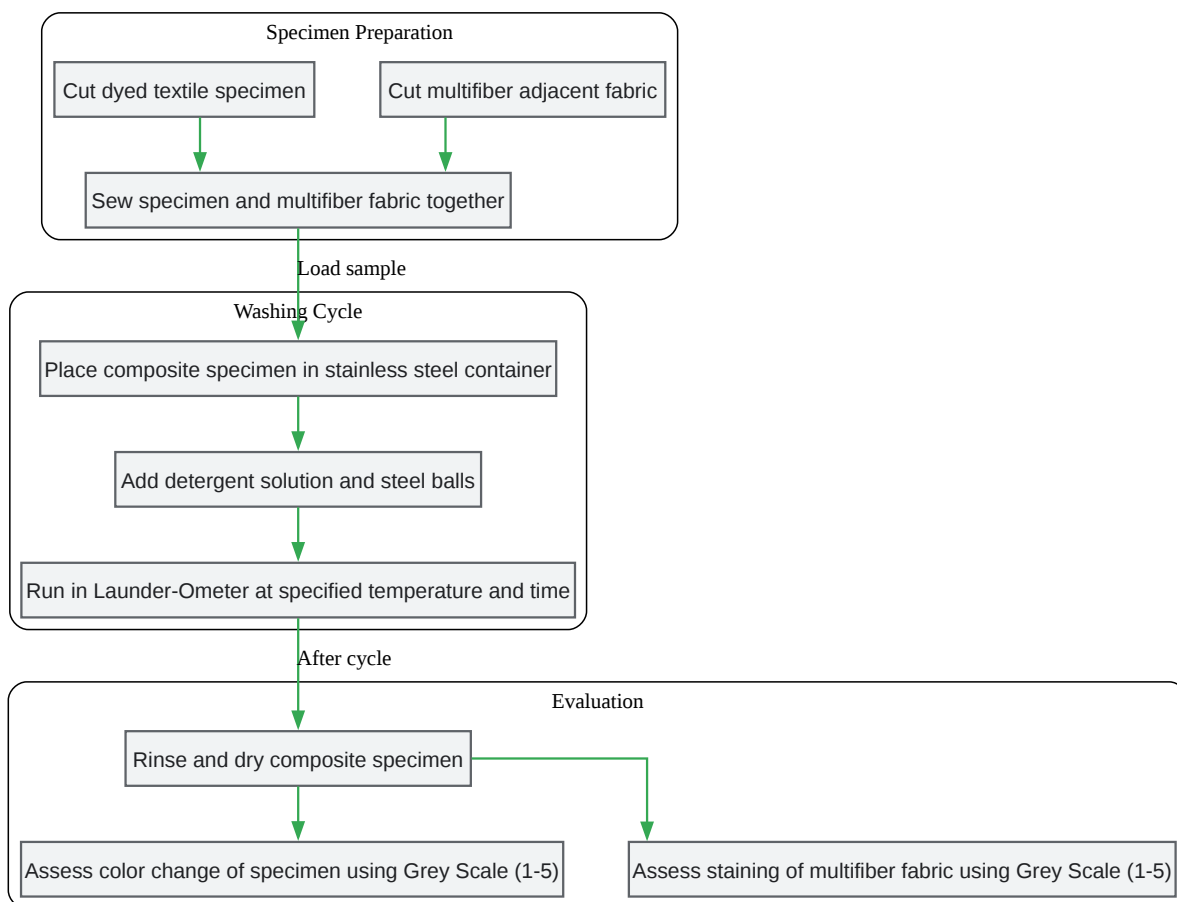 Specimen Preparation
Cut dyed textile specimen
Cut multifiber adjacent fabric
Sew specimen and multifiber fabric together
Load sample
Washing Cycle
Place composite specimen in stainless steel container
Add detergent solution and steel balls
Run in Launder-Ometer at specified temperature and time
After cycle
Evaluation
Rinse and dry composite specimen
Assess color change of specimen using Grey Scale (1-5)
Assess staining of multifiber fabric using Grey Scale (1-5)